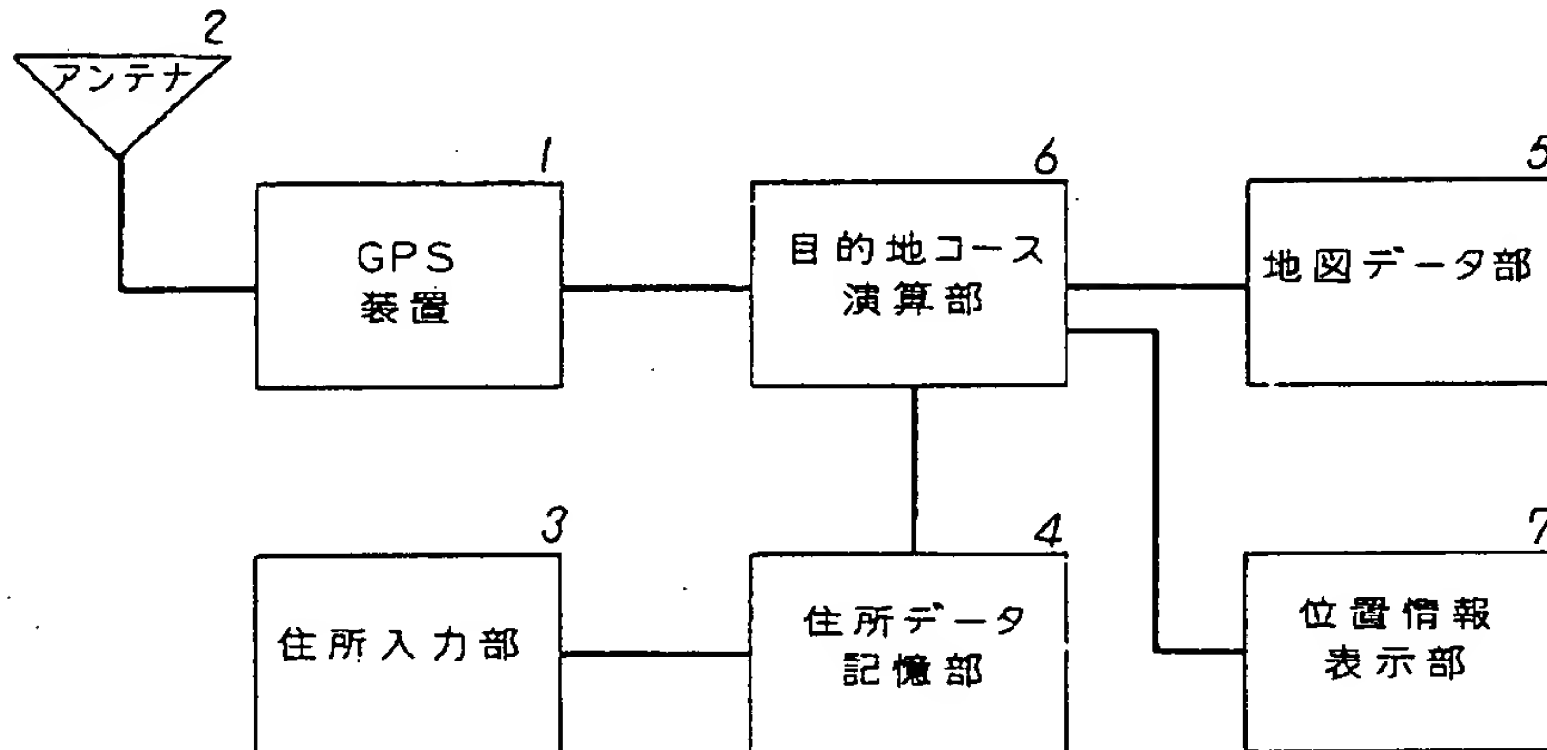 2
アンテナ
1
GPS
装置
6
目的地コース
演算部
5
地図データ部
3
住所入力部
4
住所データ
記憶部
7
位置情報
表示部